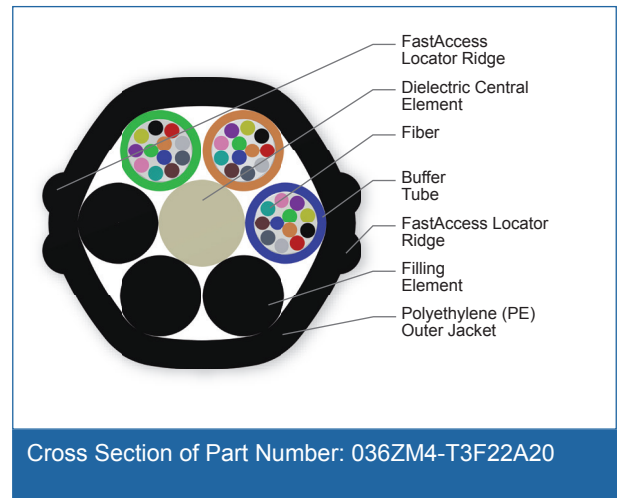 FastAccess
Locator Ridge
Dielectric Central
Element
Fiber
Buffer
Tube
FastAccess Locator
Ridge
Filling
Element
Polyethylene (PE)
Outer Jacket
Cross Section of Part Number: 036ZM4-T3F22A20